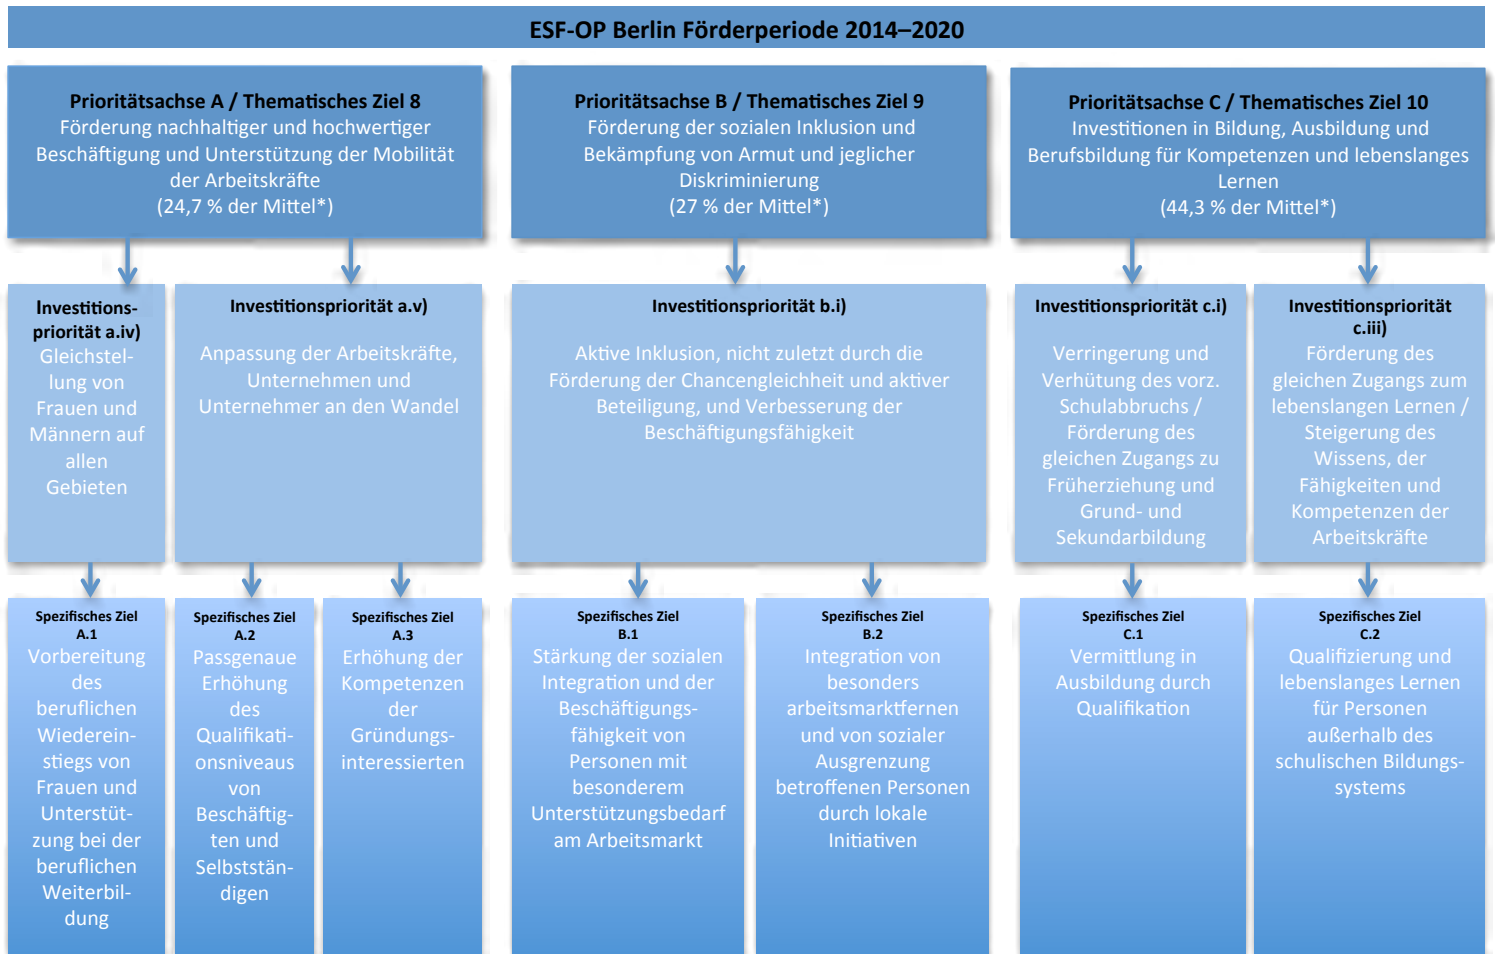 ESF-OP Berlin Förderperiode 2014–2020
Prioritätsachse A / Thematisches Ziel 8
Förderung nachhaltiger und hochwertiger
Beschäftigung und Unterstützung der Mobilität
der Arbeitskräfte
(24,7 % der Mittel*)
Prioritätsachse B / Thematisches Ziel 9
Förderung der sozialen Inklusion und
Bekämpfung von Armut und jeglicher
Diskriminierung
(27 % der Mittel*)
Prioritätsachse C / Thematisches Ziel 10
Investitionen in Bildung, Ausbildung und
Berufsbildung für Kompetenzen und lebenslanges
Lernen
(44,3 % der Mittel*)
Investitions-
priorität a.iv)
Gleichstel-
lung von
Frauen und
Männern auf
allen
Gebieten
Investitionspriorität a.v)
Anpassung der Arbeitskräfte,
Unternehmen und
Unternehmer an den Wandel
Investitionspriorität b.i)
Aktive Inklusion, nicht zuletzt durch die
Förderung der Chancengleichheit und aktiver
Beteiligung, und Verbesserung der
Beschäftigungsfähigkeit
Investitionspriorität c.i)
Verringerung und
Verhütung des vorz.
Schulabbruchs /
Förderung des
gleichen Zugangs zu
Früherziehung und
Grund- und
Sekundarbildung
Investitionspriorität
c.iii)
Förderung des
gleichen Zugangs zum
lebenslangen Lernen /
Steigerung des
Wissens, der
Fähigkeiten und
Kompetenzen der
Arbeitskräfte
Spezifisches Ziel
A.1
Vorbereitung
des
beruflichen
Wiederein-
stiegs von
Frauen und
Unterstüt-
zung bei der
beruflichen
Weiterbil-
dung
Spezifisches Ziel
A.2
Passgenaue
Erhöhung
des
Qualifikati-
onsniveaus
von
Beschäftig-
ten und
Selbststän-
digen
Spezifisches Ziel
A.3
Erhöhung der
Kompetenzen
der
Gründungs-
interessierten
Spezifisches Ziel
B.1
Stärkung der sozialen
Integration und der
Beschäftigungs-
fähigkeit von
Personen mit
besonderem
Unterstützungsbedarf
am Arbeitsmarkt
Spezifisches Ziel
B.2
Integration von
besonders
arbeitsmarktfernen
und von sozialer
Ausgrenzung
betroffenen Personen
durch lokale
Initiativen
Spezifisches Ziel
C.1
Vermittlung in
Ausbildung durch
Qualifikation
Spezifisches Ziel
C.2
Qualifizierung und
lebenslanges Lernen
für Personen
außerhalb des
schulischen Bildungs-
systems